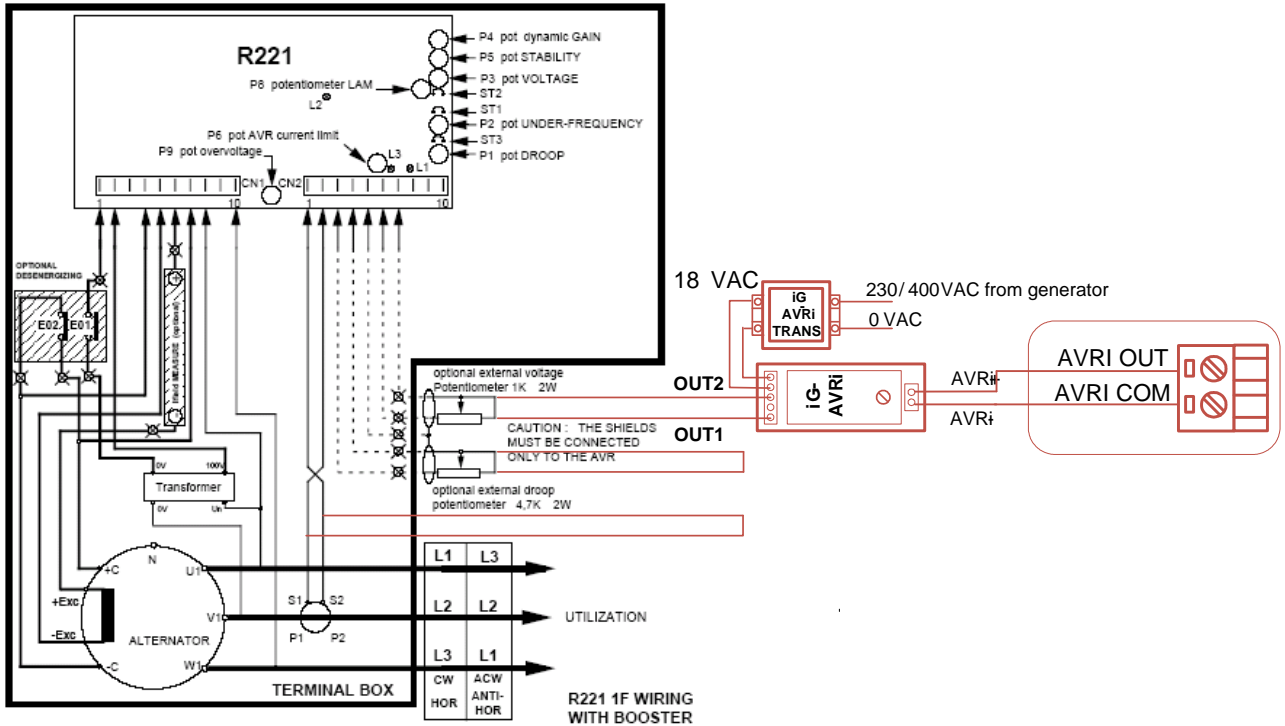 R221
P4 pot dynamic GAIN
P5 pot STABILITY
P3 pot VOLTAGE
P8 potentiometer LAM
ST2
L2
ST1
P2 pot UNDER-FREQUENCY
P6 pot AVR current limit
ST3
P9 pot overvoltage
L3
L1
P1 pot DROOP
CN1
CN2
1
10
1
10
OPTIONAL
DESENERGIZING
E02
E01
Ifield MEASURE (optional)
18 VAC
iG
AVRi
TRANS
230/400VAC from generator
0 VAC
optional external voltage
Potentiometer 1K 2W
OUT2
CAUTION : THE SHIELDS
MUST BE CONNECTED
ONLY TO THE AVR
OUT1
iG-
AVRi
AVRi+
AVRi-
AVRI OUT
AVRI COM
optional external droop
potentiometer 4,7K 2W
0V
100V
Transformer
0V
Un
N
+C
U1
+Exc
V1
-Exc
ALTERNATOR
-C
W1
S1
S2
P1
P2
L1
L3
L2
L2
UTILIZATION
L3
L1
CW
ACW
HOR
ANTI-
HOR
TERMINAL BOX
R221 1F WIRING
WITH BOOSTER